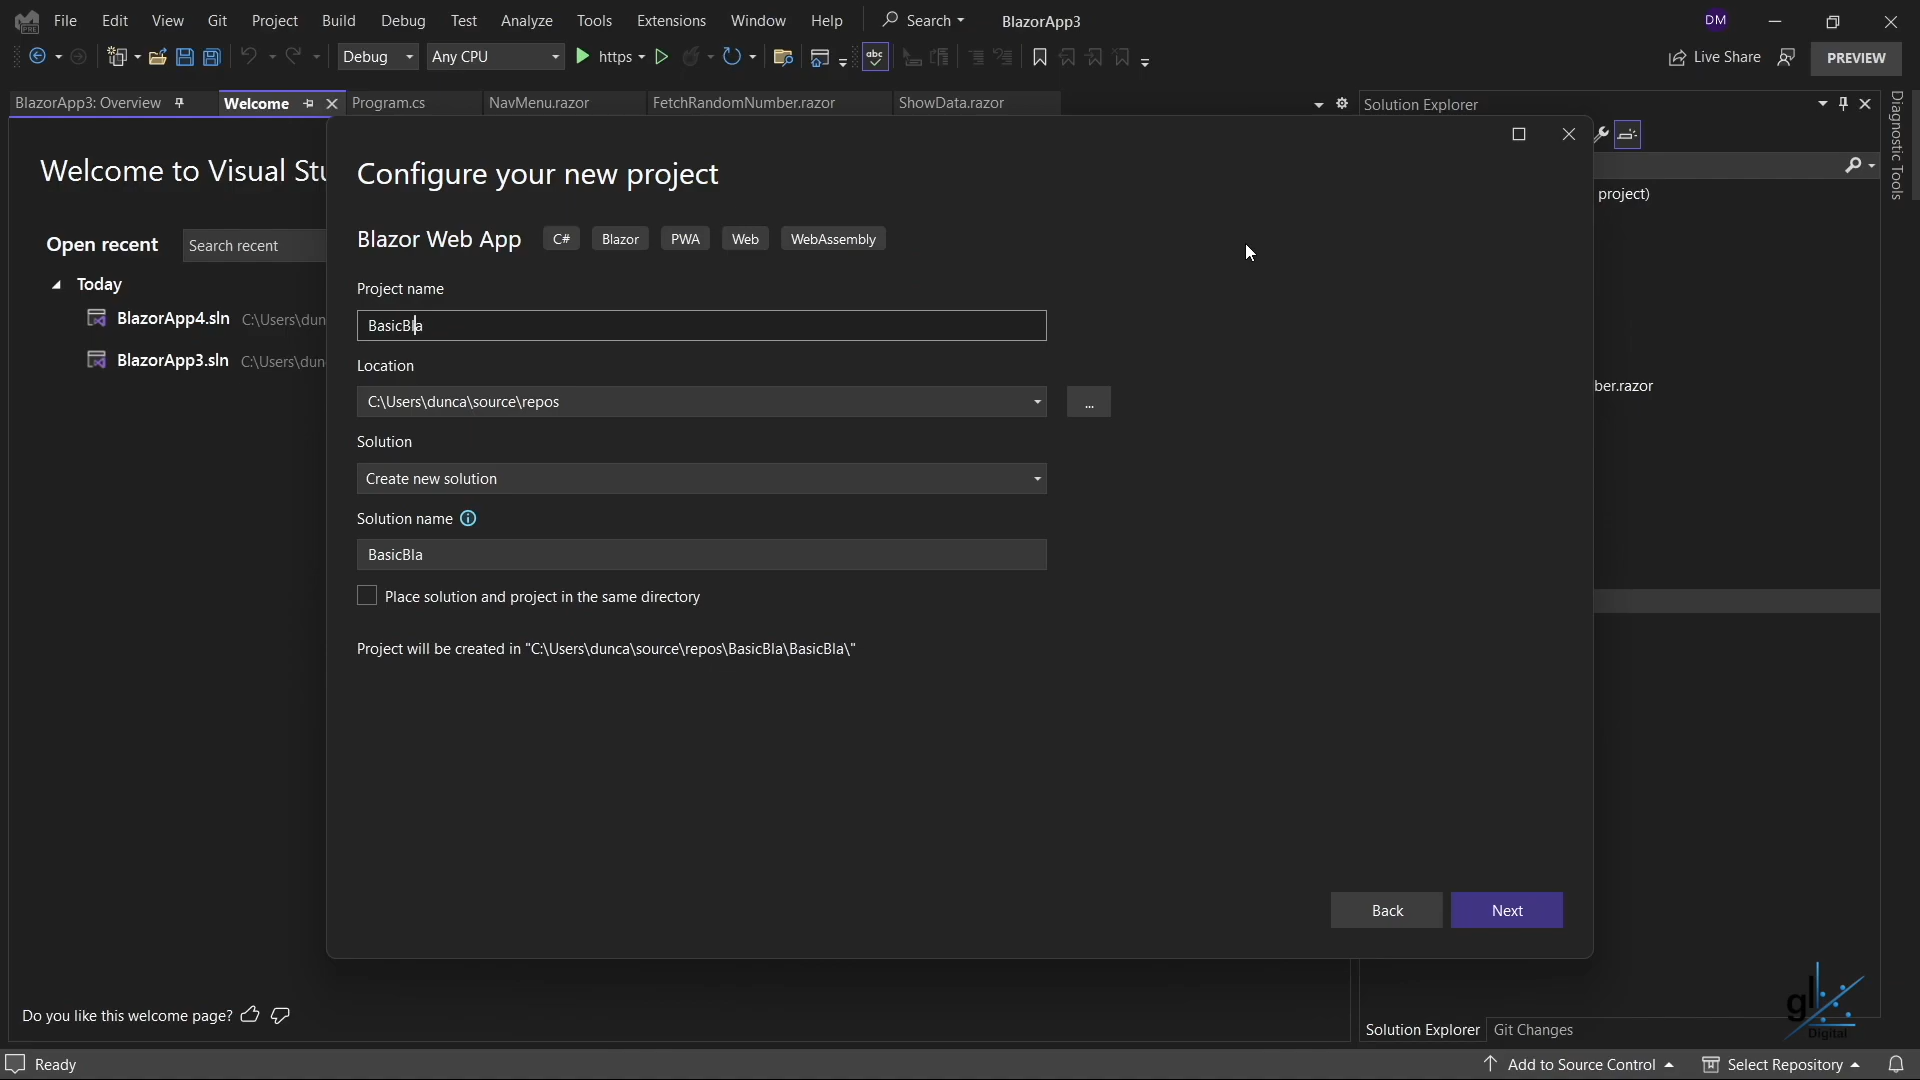 File Edit View Git Project Build Debug Test Analyze Tools Extensions Window Help Search BlazorApp3 DM
Debug Any CPU https abc Live Share PREVIEW
BlazorApp3: Overview Welcome Program.cs NavMenu.razor FetchRandomNumber.razor ShowData.razor Solution Explorer
Diagnostic Tools
Welcome to Visual Stu
Configure your new project
project)
Blazor Web App C# Blazor PWA Web WebAssembly
Open recent Search recent
Today
Project name
BlazorApp4.sln C:\Users\dun
BasicBla
BlazorApp3.sln C:\Users\dun
Location
ber.razor
C:\Users\dunca\source\repos ...
Solution
Create new solution
Solution name
BasicBla
Place solution and project in the same directory
Project will be created in "C:\Users\dunca\source\repos\BasicBla\BasicBla\"
Back Next
Do you like this welcome page?
gl
Digital
Solution Explorer Git Changes
Ready Add to Source Control Select Repository